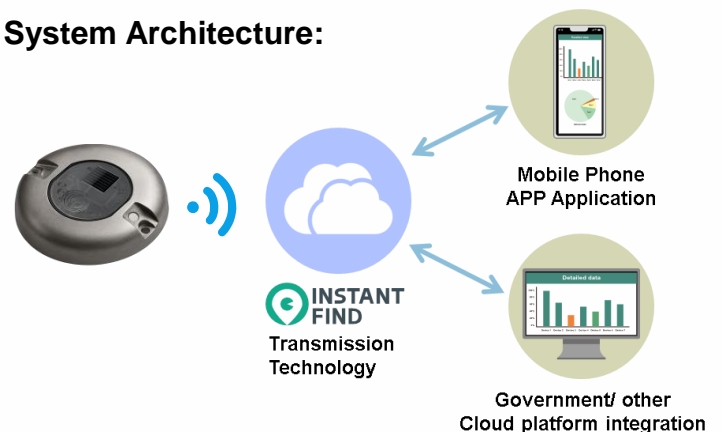 System Architecture:
Mobile Phone
APP Application
INSTANT
FIND
Transmission
Technology
Detailed data
Government/ other
Cloud platform integration